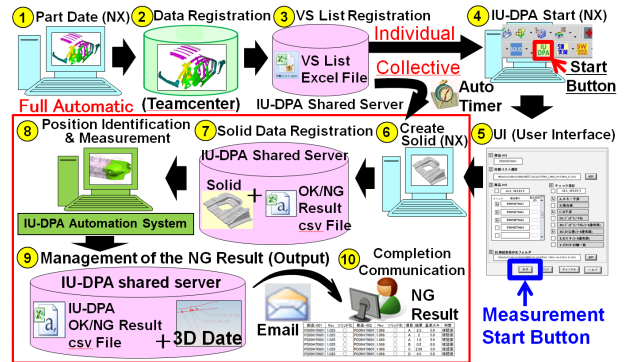 1 Part Date (NX)
2 Data Registration
(Teamcenter)
3 VS List Registration
VS List
Excel File
IU-DPA Shared Server
Individual
Collective
Auto
Timer
4 IU-DPA Start (NX)
SOLID
IU
DPA
SW
Start
Button
5 UI (User Interface)
Measurement
Start Button
Full Automatic
6 Create
Solid (NX)
7 Solid Data Registration
IU-DPA Shared Server
Solid
+
OK/NG
Result
csv File
8 Position Identification
& Measurement
IU-DPA Automation System
9 Management of the NG Result (Output)
IU-DPA shared server
IU-DPA
OK/NG Result
csv File
+ 3D Date
Email
10 Completion
Communication
NG
Result